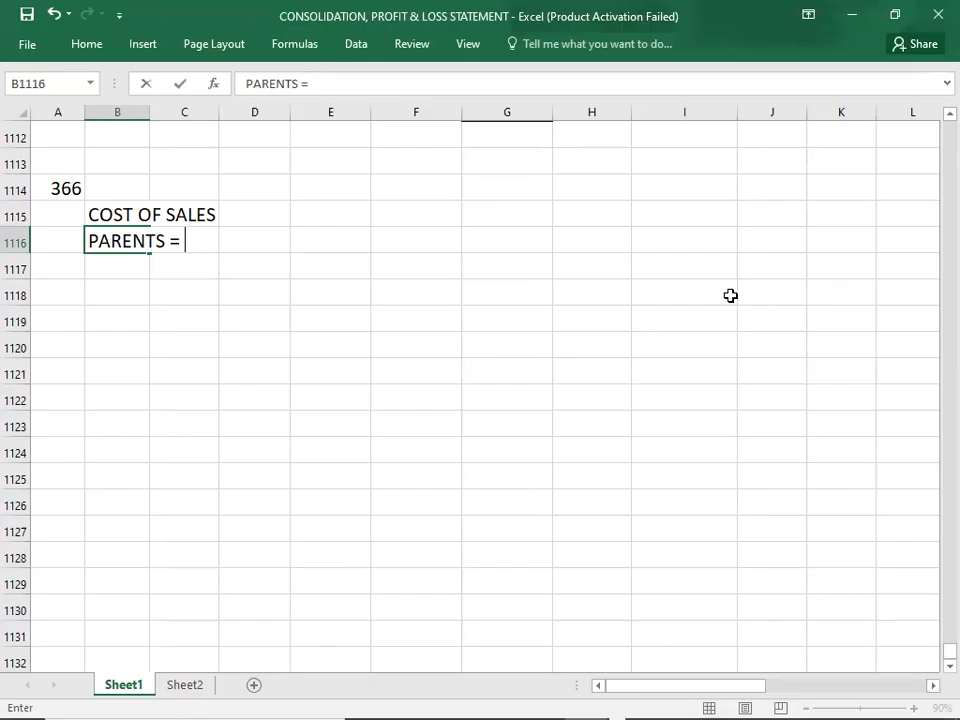 CONSOLIDATION, PROFIT & LOSS STATEMENT - Excel (Product Activation Failed)
File Home Insert Page Layout Formulas Data Review View Tell me what you want to do... Share
B1116 fx PARENTS =
A B C D E F G H I J K L
1112
1113
1114 366
1115 COST OF SALES
1116 PARENTS =
1117
1118
1119
1120
1121
1122
1123
1124
1125
1126
1127
1128
1129
1130
1131
1132
Sheet1 Sheet2
Enter 90%